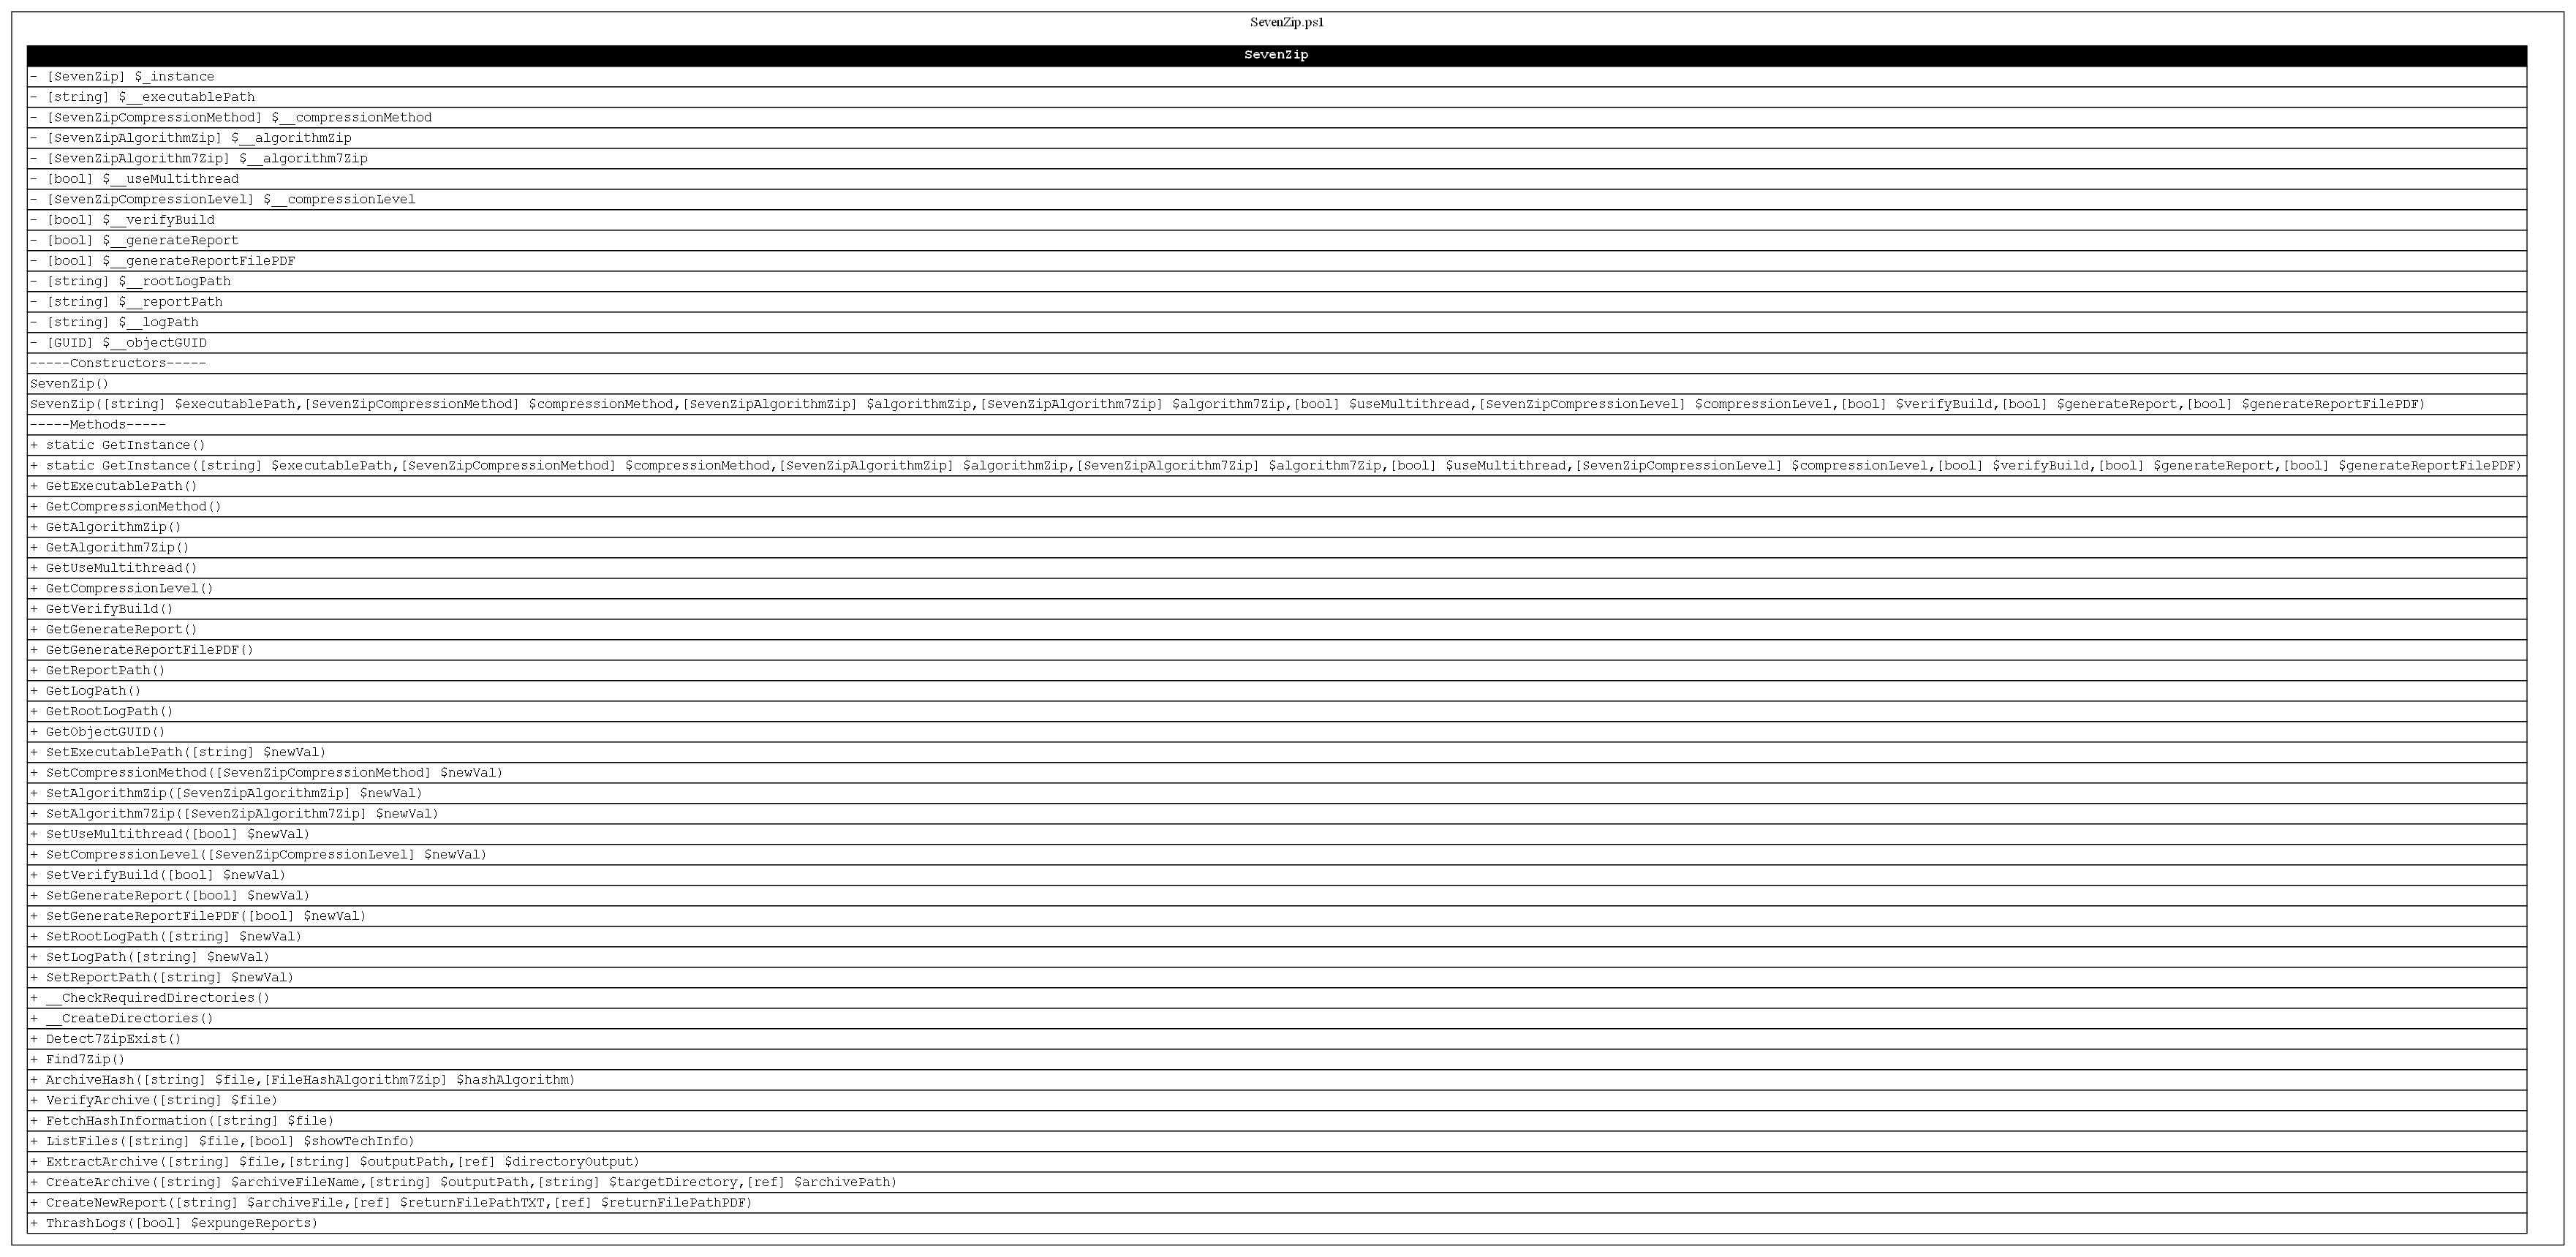 SevenZip.ps1
SevenZip
- [SevenZip] $_instance
- [string] $__executablePath
- [SevenZipCompressionMethod] $__compressionMethod
- [SevenZipAlgorithmZip] $__algorithmZip
- [SevenZipAlgorithm7Zip] $__algorithm7Zip
- [bool] $__useMultithread
- [SevenZipCompressionLevel] $__compressionLevel
- [bool] $__verifyBuild
- [bool] $__generateReport
- [bool] $__generateReportFilePDF
- [string] $__rootLogPath
- [string] $__reportPath
- [string] $__logPath
- [GUID] $__objectGUID
-----Constructors-----
SevenZip()
SevenZip([string] $executablePath,[SevenZipCompressionMethod] $compressionMethod,[SevenZipAlgorithmZip] $algorithmZip,[SevenZipAlgorithm7Zip] $algorithm7Zip,[bool] $useMultithread,[SevenZipCompressionLevel] $compressionLevel,[bool] $verifyBuild,[bool] $generateReport,[bool] $generateReportFilePDF)
-----Methods-----
+ static GetInstance()
+ static GetInstance([string] $executablePath,[SevenZipCompressionMethod] $compressionMethod,[SevenZipAlgorithmZip] $algorithmZip,[SevenZipAlgorithm7Zip] $algorithm7Zip,[bool] $useMultithread,[SevenZipCompressionLevel] $compressionLevel,[bool] $verifyBuild,[bool] $generateReport,[bool] $generateReportFilePDF)
+ GetExecutablePath()
+ GetCompressionMethod()
+ GetAlgorithmZip()
+ GetAlgorithm7Zip()
+ GetUseMultithread()
+ GetCompressionLevel()
+ GetVerifyBuild()
+ GetGenerateReport()
+ GetGenerateReportFilePDF()
+ GetReportPath()
+ GetLogPath()
+ GetRootLogPath()
+ GetObjectGUID()
+ SetExecutablePath([string] $newVal)
+ SetCompressionMethod([SevenZipCompressionMethod] $newVal)
+ SetAlgorithmZip([SevenZipAlgorithmZip] $newVal)
+ SetAlgorithm7Zip([SevenZipAlgorithm7Zip] $newVal)
+ SetUseMultithread([bool] $newVal)
+ SetCompressionLevel([SevenZipCompressionLevel] $newVal)
+ SetVerifyBuild([bool] $newVal)
+ SetGenerateReport([bool] $newVal)
+ SetGenerateReportFilePDF([bool] $newVal)
+ SetRootLogPath([string] $newVal)
+ SetLogPath([string] $newVal)
+ SetReportPath([string] $newVal)
+ __CheckRequiredDirectories()
+ __CreateDirectories()
+ Detect7ZipExist()
+ Find7Zip()
+ ArchiveHash([string] $file,[FileHashAlgorithm7Zip] $hashAlgorithm)
+ VerifyArchive([string] $file)
+ FetchHashInformation([string] $file)
+ ListFiles([string] $file,[bool] $showTechInfo)
+ ExtractArchive([string] $file,[string] $outputPath,[ref] $directoryOutput)
+ CreateArchive([string] $archiveFileName,[string] $outputPath,[string] $targetDirectory,[ref] $archivePath)
+ CreateNewReport([string] $archiveFile,[ref] $returnFilePathTXT,[ref] $returnFilePathPDF)
+ ThrashLogs([bool] $expungeReports)